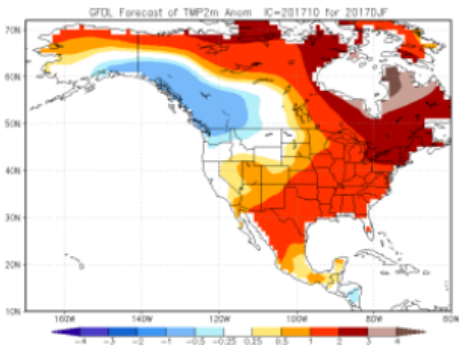 GFDL Forecast of TMP2m Anom IC=201710 for 2017DJF
70N
60N
50N
40N
30N
20N
10N
160W 140W 120W 100W 80W 60W
-4 -3 -2 -1 -0.5 -0.25 0.25 0.5 1 2 3 4